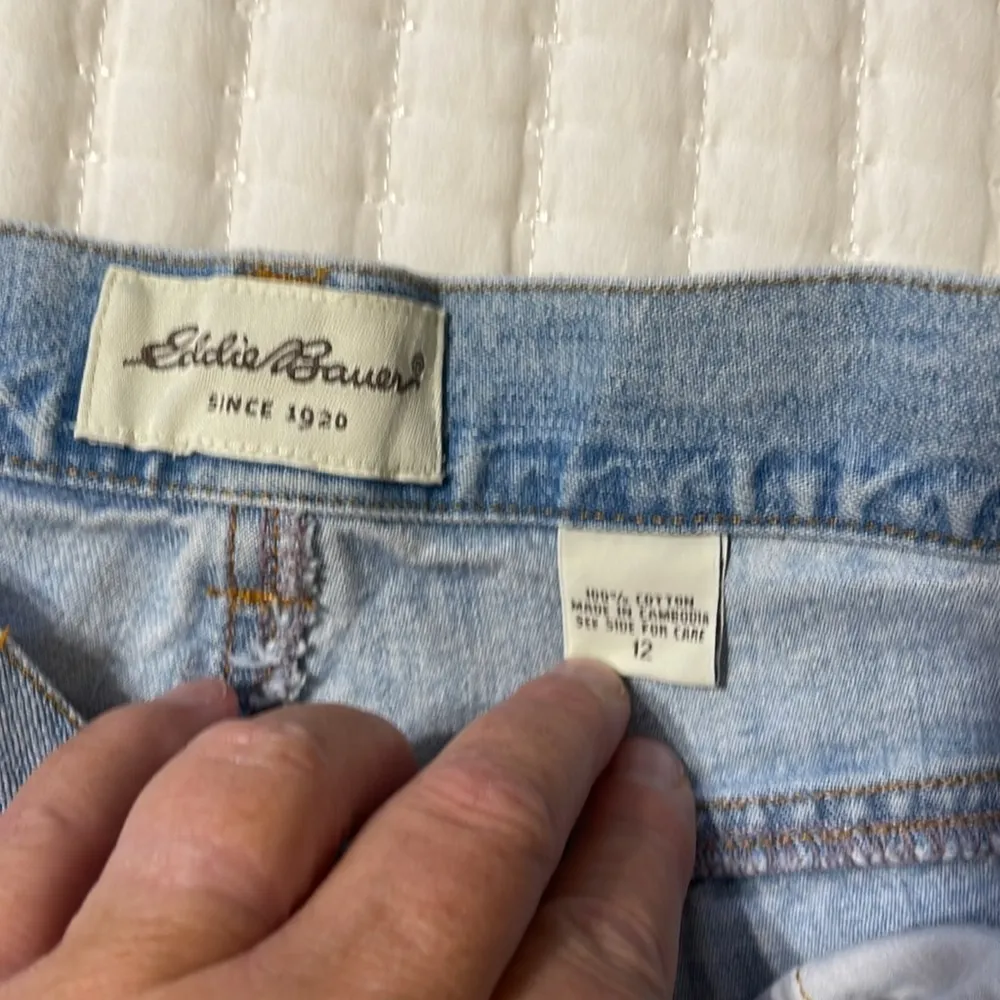 Eddie Bauer®
SINCE 1920
100% COTTON
MADE IN CAMBODIA
SEE SIDE FOR CARE
12